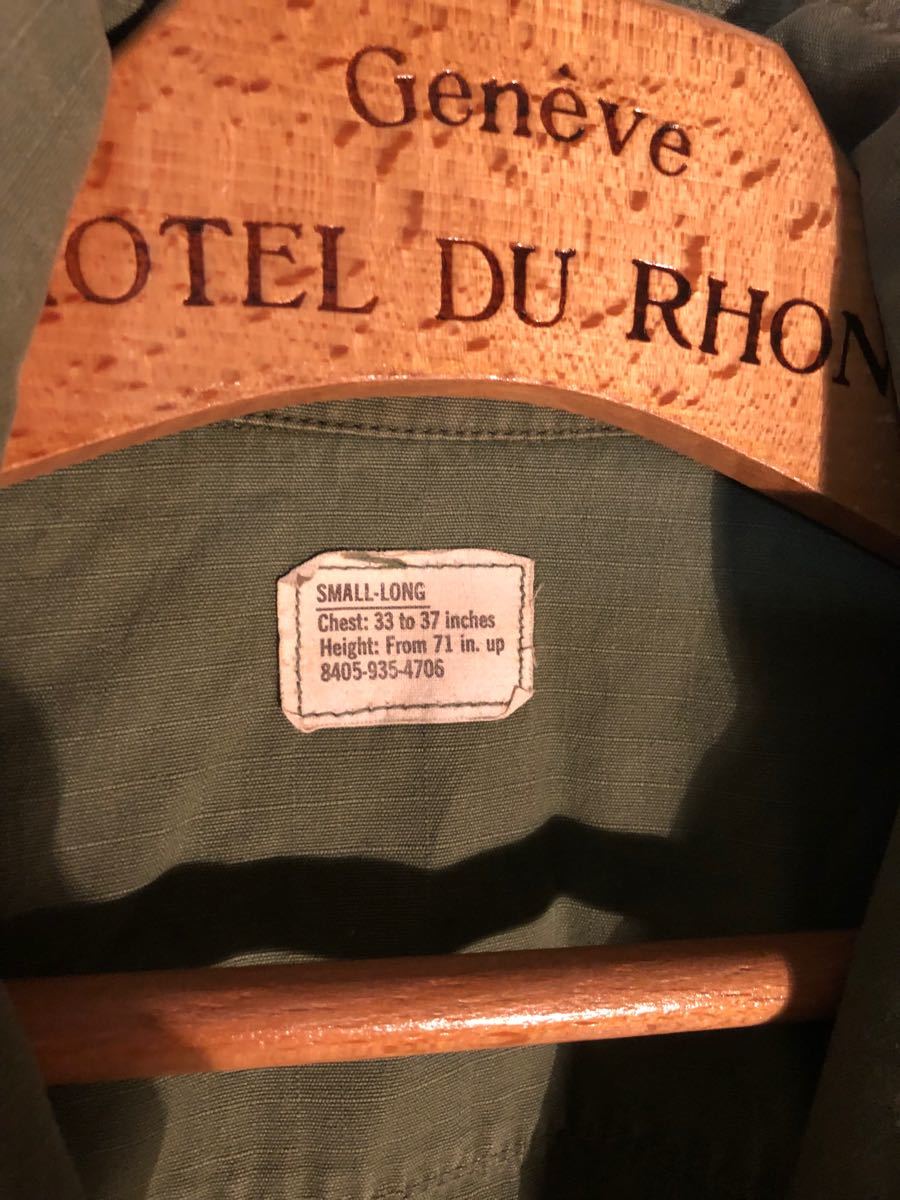 Genève
OTEL DU RHON
SMALL-LONG
Chest: 33 to 37 inches
Height: From 71 in. up
8405-935-4706